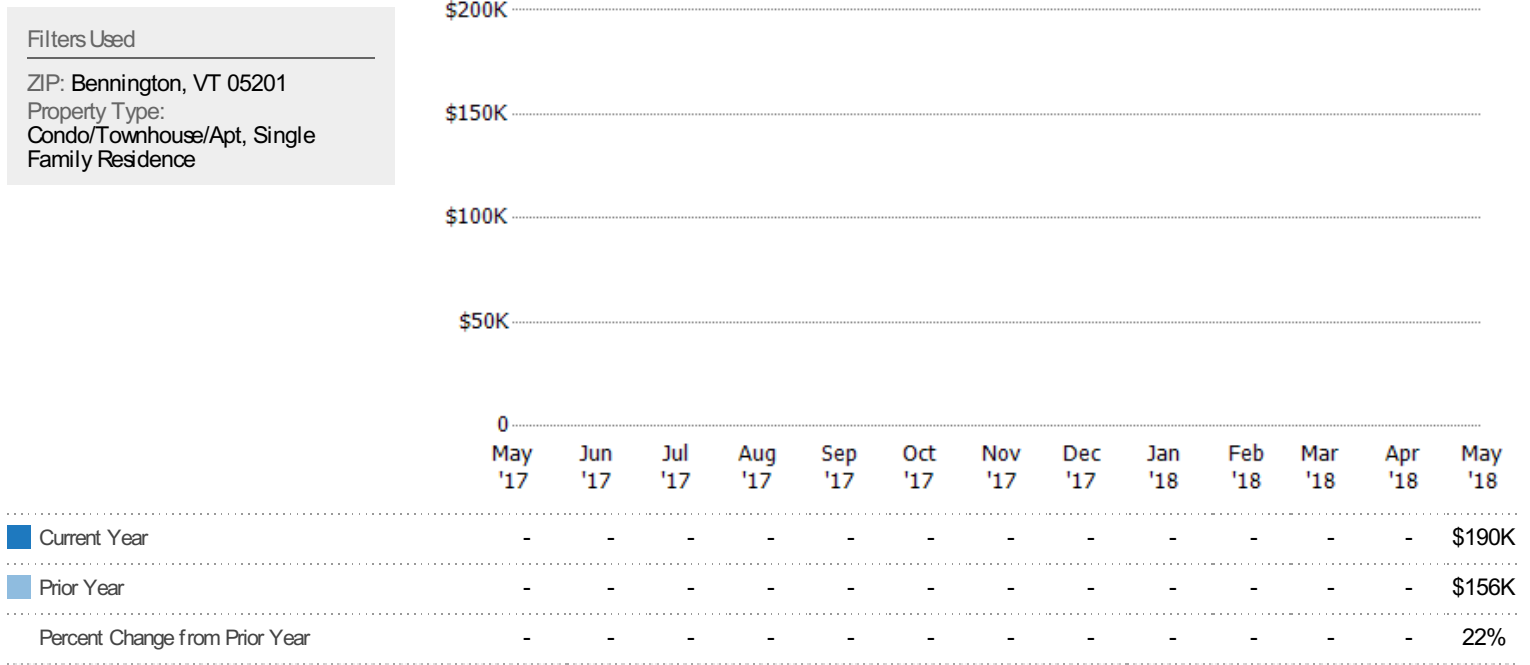 Filters Used
ZIP: Bennington, VT 05201
Property Type:
Condo/Townhouse/Apt, Single
Family Residence
$200K
$150K
$100K
$50K
0
May Jun Jul Aug Sep Oct Nov Dec Jan Feb Mar Apr May
'17 '17 '17 '17 '17 '17 '17 '17 '18 '18 '18 '18 '18
Current Year - - - - - - - - - - - - $190K
Prior Year - - - - - - - - - - - - $156K
Percent Change from Prior Year - - - - - - - - - - - - 22%